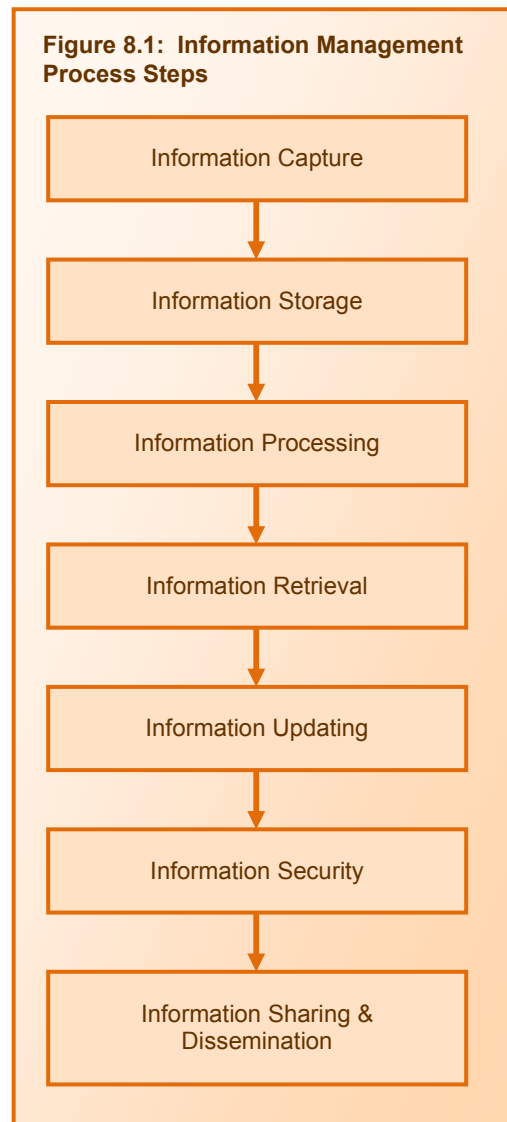 Figure 8.1: Information Management
Process Steps
Information Capture
Information Storage
Information Processing
Information Retrieval
Information Updating
Information Security
Information Sharing &
Dissemination